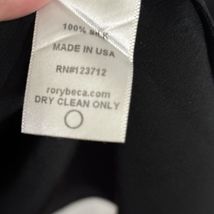 100% SILK
MADE IN USA
RN#123712
rorybeca.com
DRY CLEAN ONLY